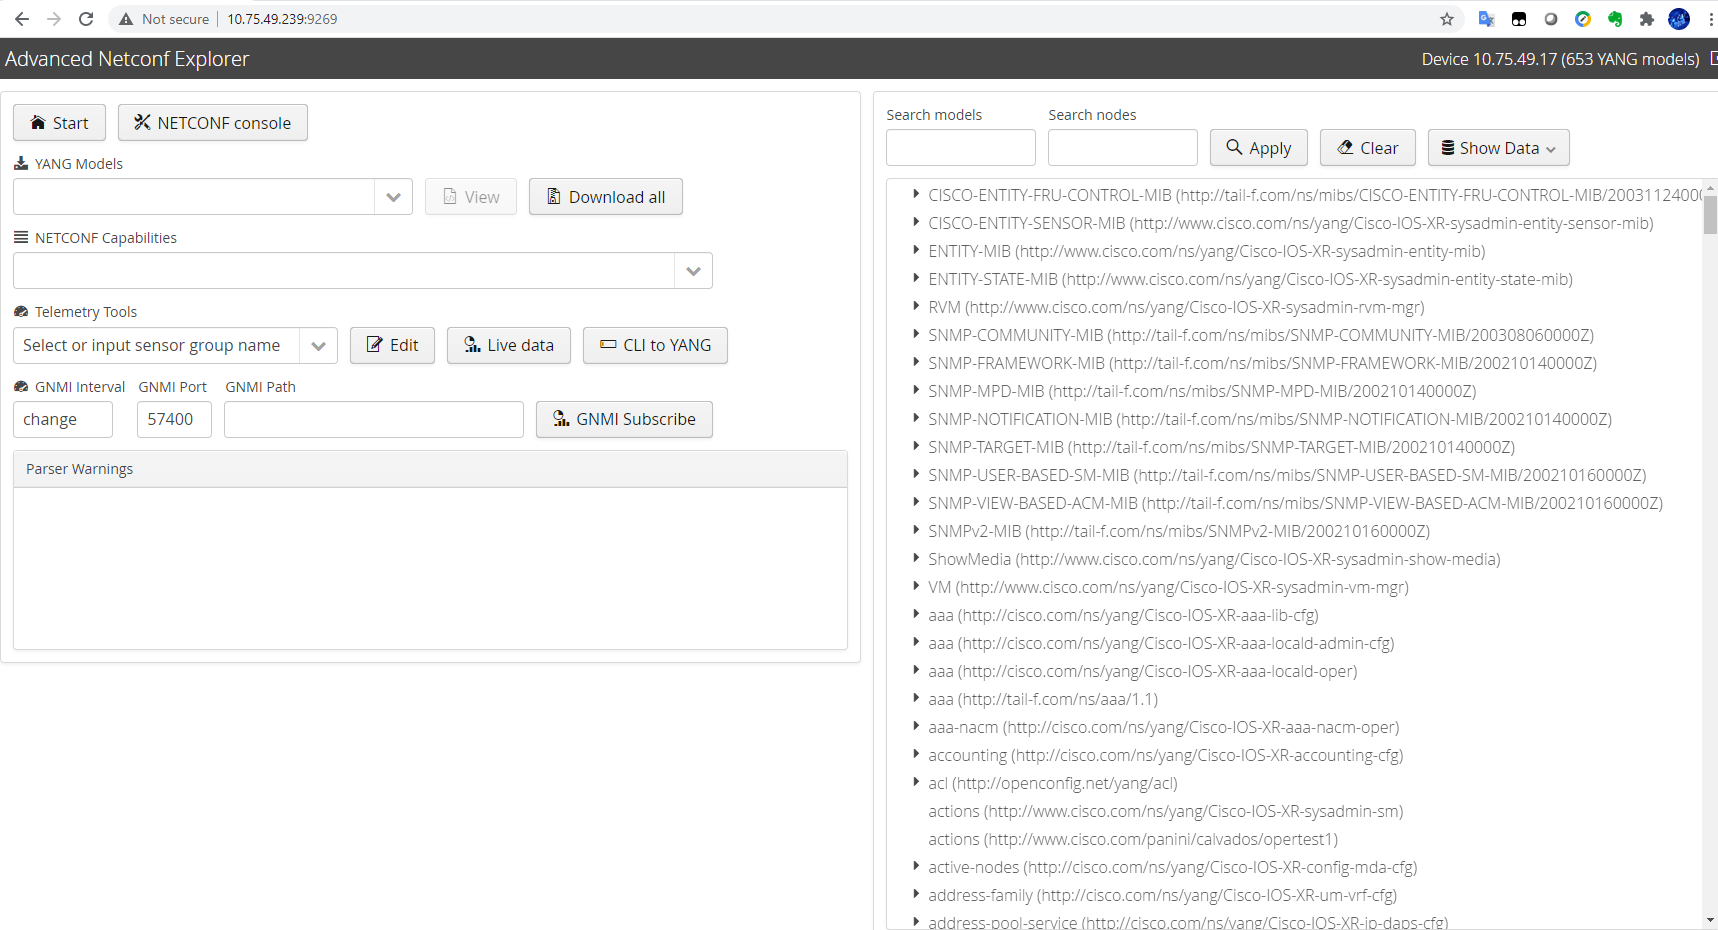 Not secure | 10.75.49.239:9269
Advanced Netconf Explorer
Device 10.75.49.17 (653 YANG models)
Start
NETCONF console
YANG Models
View
Download all
NETCONF Capabilities
Telemetry Tools
Select or input sensor group name
Edit
Live data
CLI to YANG
GNMI Interval
GNMI Port
GNMI Path
change
57400
GNMI Subscribe
Parser Warnings
Search models
Search nodes
Apply
Clear
Show Data
CISCO-ENTITY-FRU-CONTROL-MIB (http://tail-f.com/ns/mibs/CISCO-ENTITY-FRU-CONTROL-MIB/20031124000
CISCO-ENTITY-SENSOR-MIB (http://www.cisco.com/ns/yang/Cisco-IOS-XR-sysadmin-entity-sensor-mib)
ENTITY-MIB (http://www.cisco.com/ns/yang/Cisco-IOS-XR-sysadmin-entity-mib)
ENTITY-STATE-MIB (http://www.cisco.com/ns/yang/Cisco-IOS-XR-sysadmin-entity-state-mib)
RVM (http://www.cisco.com/ns/yang/Cisco-IOS-XR-sysadmin-rvm-mgr)
SNMP-COMMUNITY-MIB (http://tail-f.com/ns/mibs/SNMP-COMMUNITY-MIB/200308060000Z)
SNMP-FRAMEWORK-MIB (http://tail-f.com/ns/mibs/SNMP-FRAMEWORK-MIB/200210140000Z)
SNMP-MPD-MIB (http://tail-f.com/ns/mibs/SNMP-MPD-MIB/200210140000Z)
SNMP-NOTIFICATION-MIB (http://tail-f.com/ns/mibs/SNMP-NOTIFICATION-MIB/200210140000Z)
SNMP-TARGET-MIB (http://tail-f.com/ns/mibs/SNMP-TARGET-MIB/200210140000Z)
SNMP-USER-BASED-SM-MIB (http://tail-f.com/ns/mibs/SNMP-USER-BASED-SM-MIB/200210160000Z)
SNMP-VIEW-BASED-ACM-MIB (http://tail-f.com/ns/mibs/SNMP-VIEW-BASED-ACM-MIB/200210160000Z)
SNMPv2-MIB (http://tail-f.com/ns/mibs/SNMPv2-MIB/200210160000Z)
ShowMedia (http://www.cisco.com/ns/yang/Cisco-IOS-XR-sysadmin-show-media)
VM (http://www.cisco.com/ns/yang/Cisco-IOS-XR-sysadmin-vm-mgr)
aaa (http://cisco.com/ns/yang/Cisco-IOS-XR-aaa-lib-cfg)
aaa (http://cisco.com/ns/yang/Cisco-IOS-XR-aaa-locald-admin-cfg)
aaa (http://cisco.com/ns/yang/Cisco-IOS-XR-aaa-locald-oper)
aaa (http://tail-f.com/ns/aaa/1.1)
aaa-nacm (http://cisco.com/ns/yang/Cisco-IOS-XR-aaa-nacm-oper)
accounting (http://cisco.com/ns/yang/Cisco-IOS-XR-accounting-cfg)
acl (http://openconfig.net/yang/acl)
actions (http://www.cisco.com/ns/yang/Cisco-IOS-XR-sysadmin-sm)
actions (http://www.cisco.com/panini/calvados/opertest1)
active-nodes (http://cisco.com/ns/yang/Cisco-IOS-XR-config-mda-cfg)
address-family (http://cisco.com/ns/yang/Cisco-IOS-XR-um-vrf-cfg)
address-pool-service (http://cisco.com/ns/yang/Cisco-IOS-XR-ip-daps-cfg)